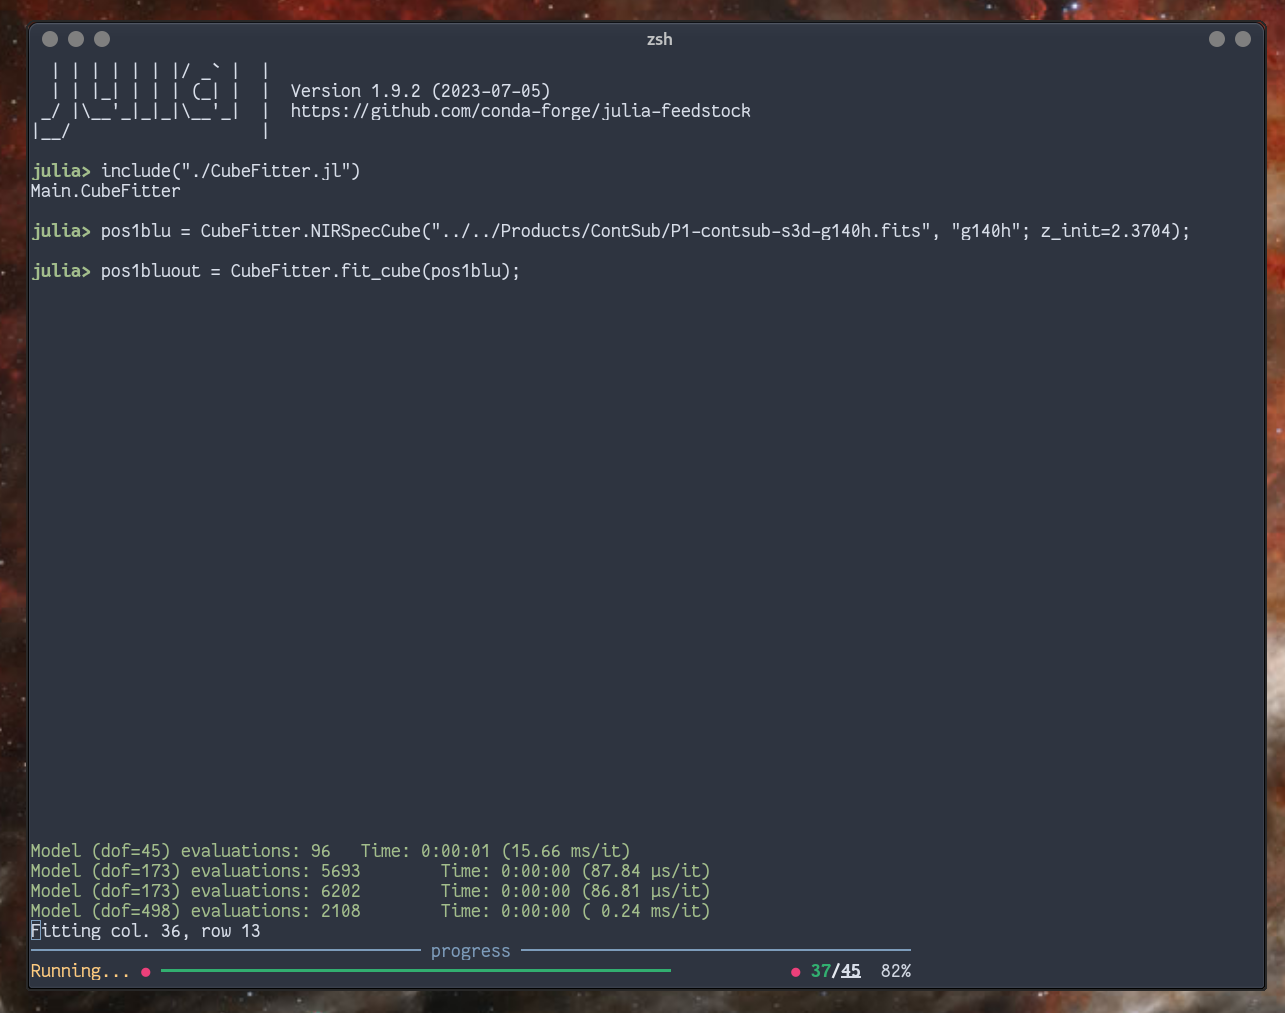 zsh
  | | | | | | |/ _` |  |
  | | |_| | | | (_| |  |  Version 1.9.2 (2023-07-05)
 _/ |\__'_|_|_|\__'_|  |  https://github.com/conda-forge/julia-feedstock
|__/                   |
julia> include("./CubeFitter.jl")
Main.CubeFitter
julia> pos1blu = CubeFitter.NIRSpecCube("../../Products/ContSub/P1-contsub-s3d-g140h.fits", "g140h"; z_init=2.3704);
julia> pos1bluout = CubeFitter.fit_cube(pos1blu);
Model (dof=45) evaluations: 96   Time: 0:00:01 (15.66 ms/it)
Model (dof=173) evaluations: 5693        Time: 0:00:00 (87.84 μs/it)
Model (dof=173) evaluations: 6202        Time: 0:00:00 (86.81 μs/it)
Model (dof=498) evaluations: 2108        Time: 0:00:00 ( 0.24 ms/it)
Fitting col. 36, row 13
progress
Running... 37/45 82%